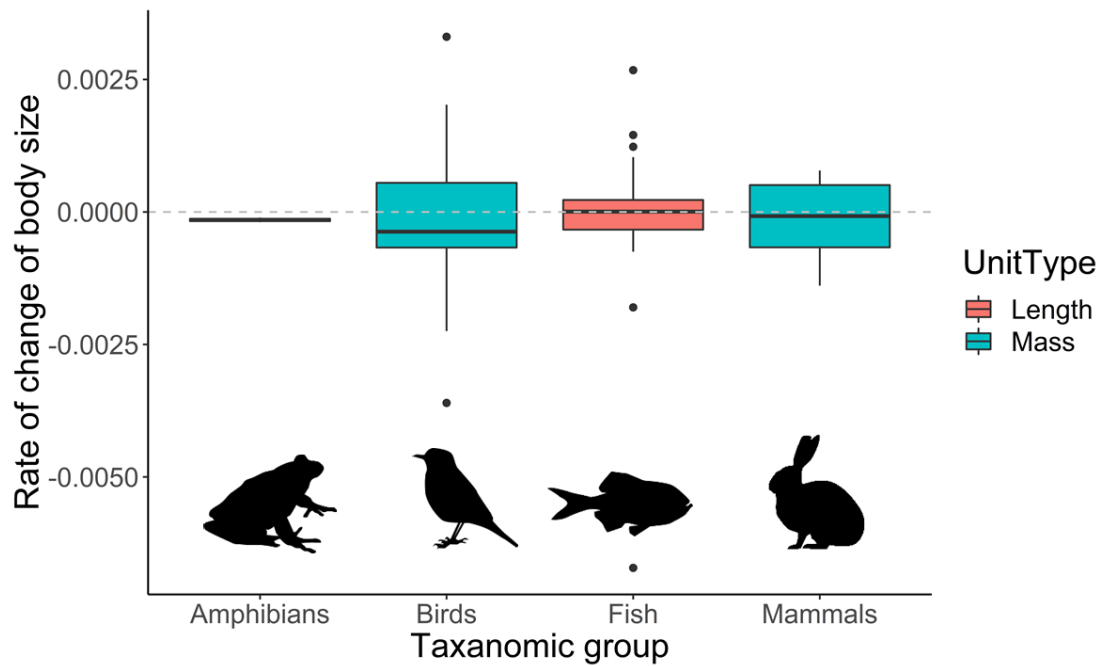 Rate of change of body size
0.0025
0.0000
-0.0025
-0.0050
Amphibians Birds Fish Mammals
Taxanomic group
UnitType
Length
Mass